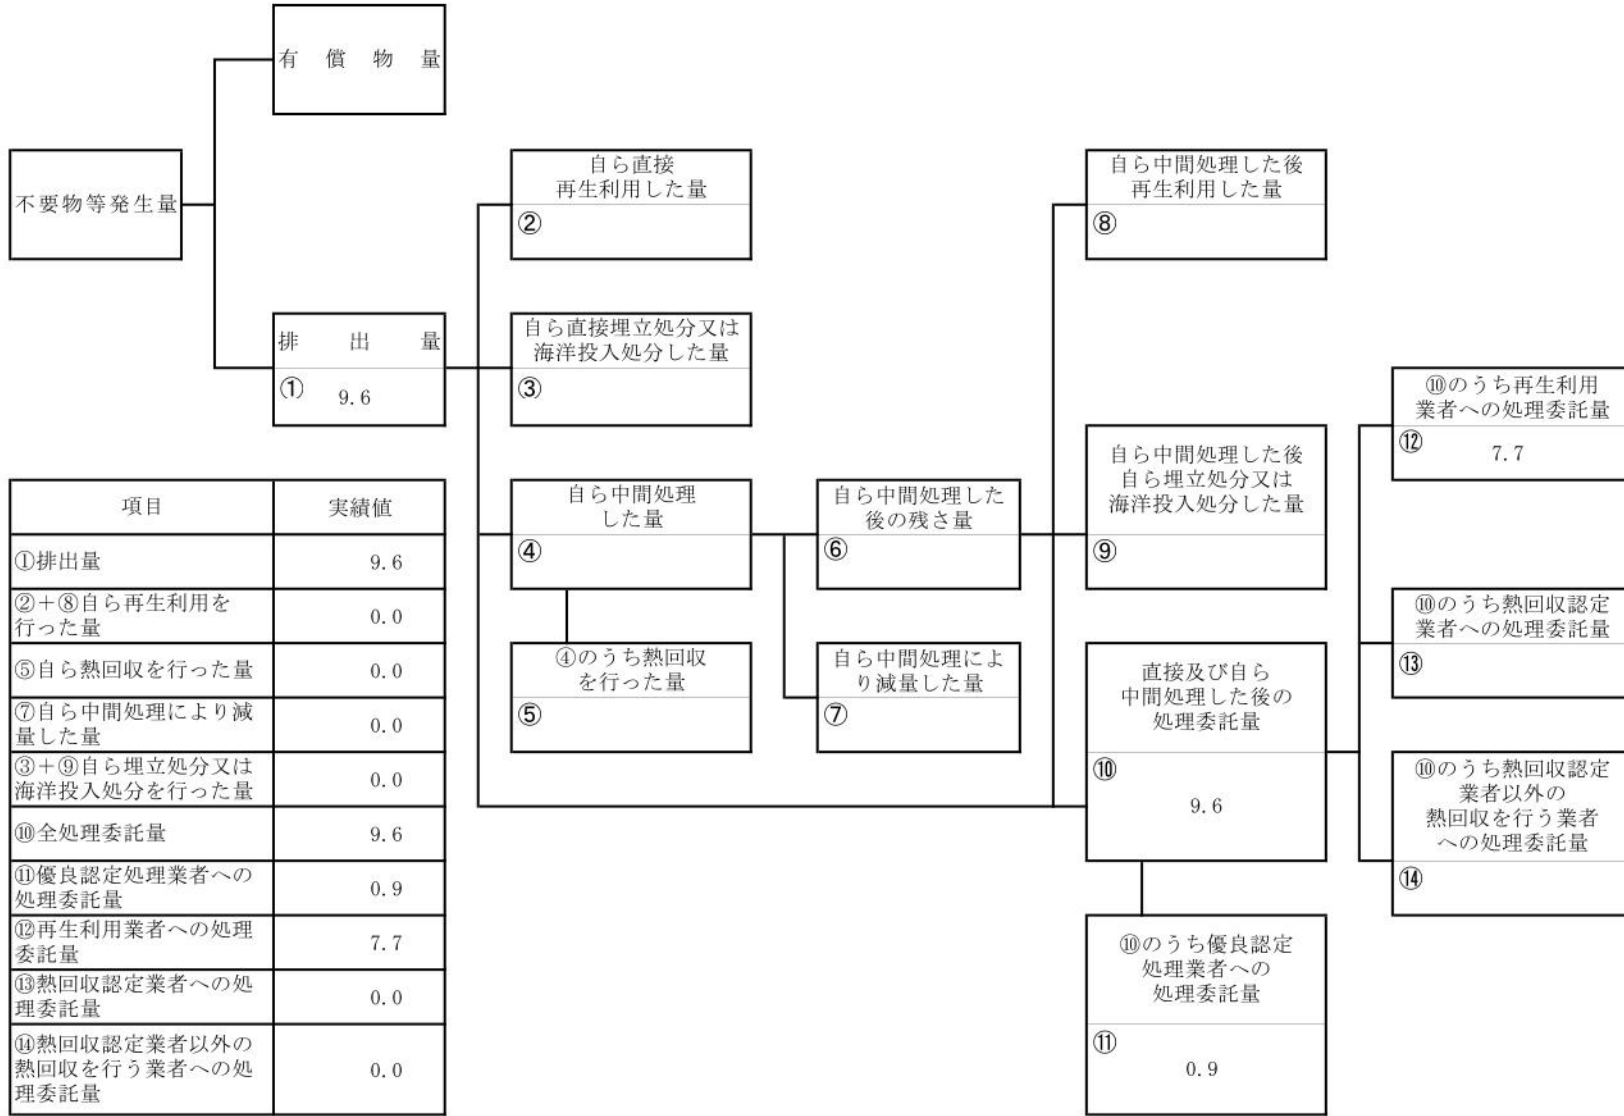 有償物量
不要物等発生量
排出量
①
9.6
自ら直接
再生利用した量
②
自ら直接埋立処分又は
海洋投入処分した量
③
自ら中間処理
した量
④
④のうち熱回収
を行った量
⑤
自ら中間処理した
後の残さ量
⑥
自ら中間処理によ
り減量した量
⑦
自ら中間処理した後
再生利用した量
⑧
自ら中間処理した後
自ら埋立処分又は
海洋投入処分した量
⑨
直接及び自ら
中間処理した後の
処理委託量
⑩
9.6
⑩のうち優良認定
処理業者への
処理委託量
⑪
0.9
⑩のうち再生利用
業者への処理委託量
⑫
7.7
⑩のうち熱回収認定
業者への処理委託量
⑬
⑩のうち熱回収認定
業者以外の
熱回収を行う業者
への処理委託量
⑭
項目 実績値
①排出量 9.6
②+⑧自ら再生利用を
行った量 0.0
⑤自ら熱回収を行った量 0.0
⑦自ら中間処理により減
量した量 0.0
③+⑨自ら埋立処分又は
海洋投入処分を行った量 0.0
⑩全処理委託量 9.6
⑪優良認定処理業者への
処理委託量 0.9
⑫再生利用業者への処理
委託量 7.7
⑬熱回収認定業者への処
理委託量 0.0
⑭熱回収認定業者以外の
熱回収を行う業者への処
理委託量 0.0